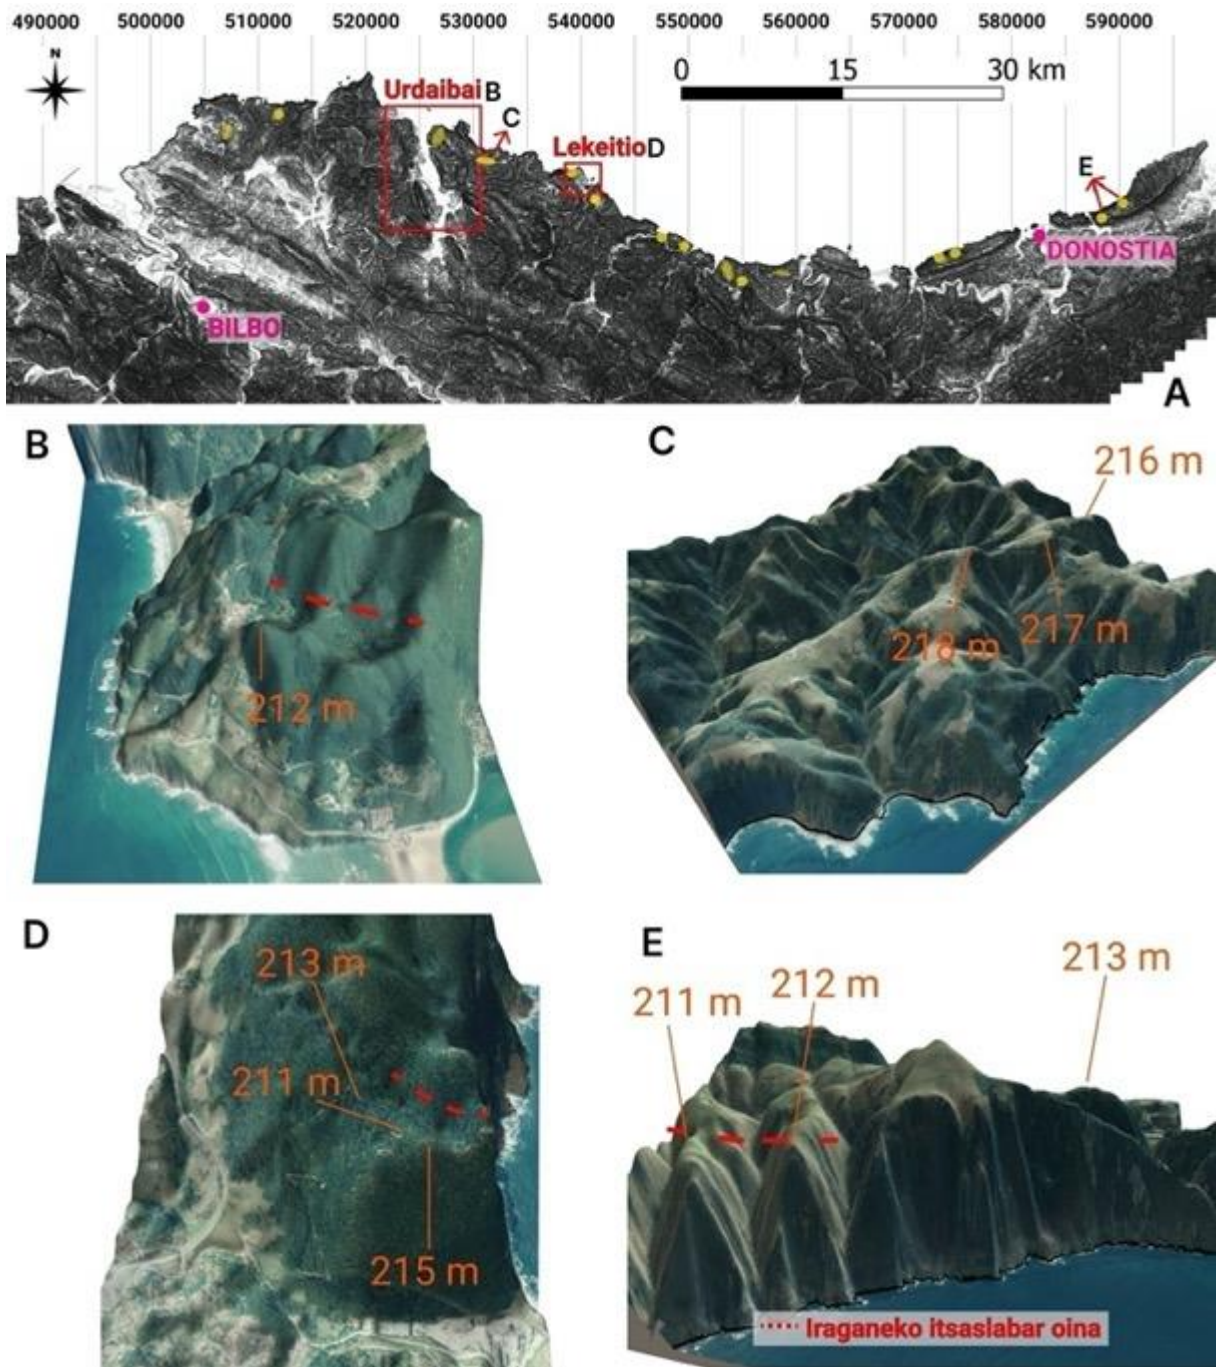 490000 500000 510000 520000 530000 540000 550000 560000 570000 580000 590000
N
0 15 30 km
Urdaibai B
C
Lekeitio D
E
DONOSTIA
BILBO
A
B
212 m
C
216 m
218 m
217 m
D
213 m
211 m
215 m
E
213 m
212 m
211 m
Iraganeko itsaslabar oina